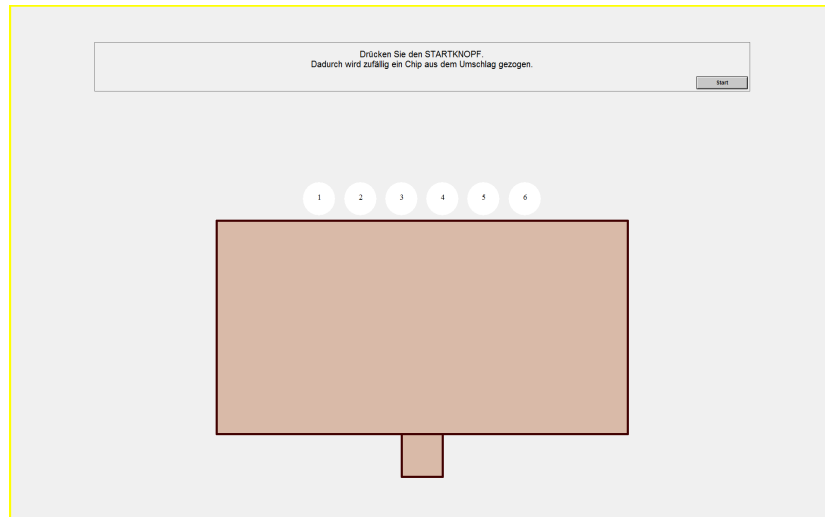 Drücken Sie den STARTKNOPF.
Dadurch wird zufällig ein Chip aus dem Umschlag gezogen.
Start
1 2 3 4 5 6